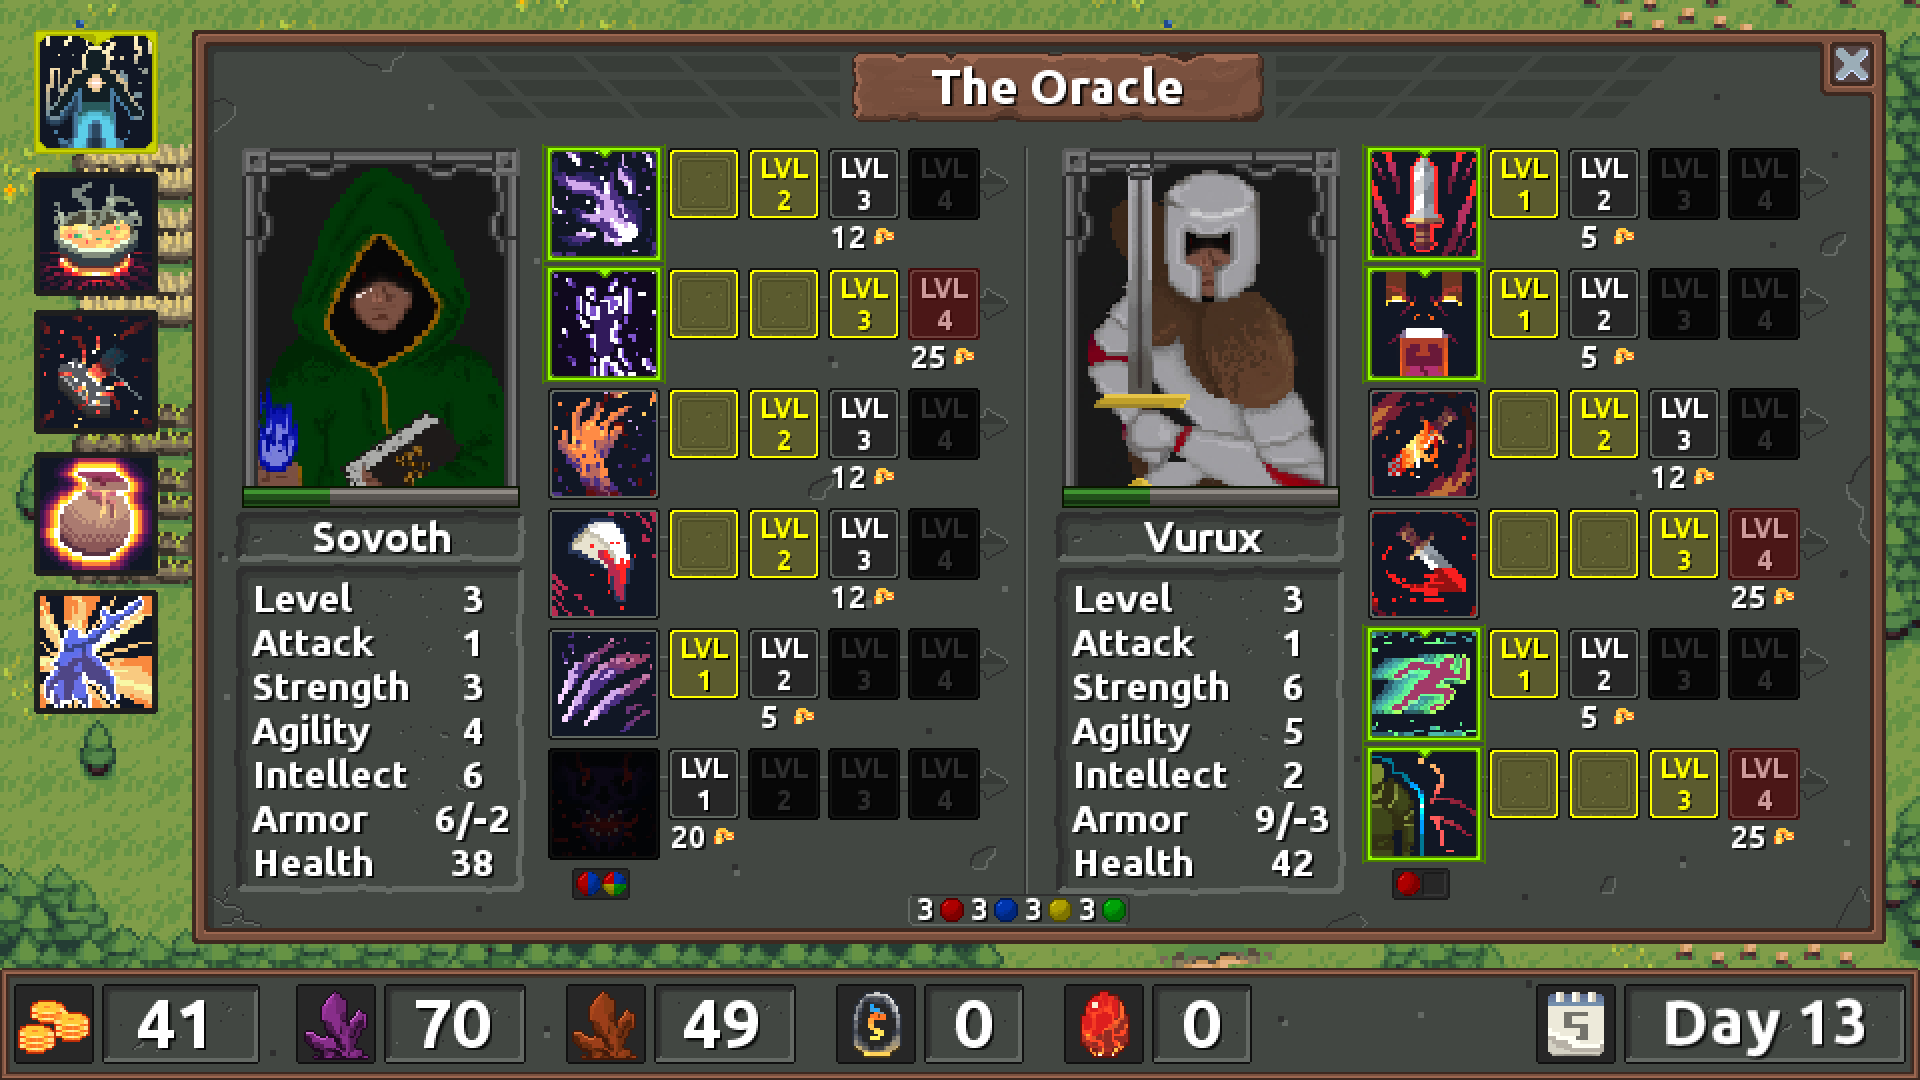 The Oracle
LVL 2 LVL 3 LVL 4
12
LVL 3 LVL 4
25
LVL 2 LVL 3 LVL 4
12
LVL 2 LVL 3 LVL 4
12
LVL 1 LVL 2 LVL 3 LVL 4
5
LVL 1 LVL 2 LVL 3 LVL 4
20
Sovoth
Level 3
Attack 1
Strength 3
Agility 4
Intellect 6
Armor 6/-2
Health 38
LVL 1 LVL 2 LVL 3 LVL 4
5
LVL 1 LVL 2 LVL 3 LVL 4
5
LVL 2 LVL 3 LVL 4
12
LVL 3 LVL 4
25
LVL 1 LVL 2 LVL 3 LVL 4
5
LVL 3 LVL 4
25
Vurux
Level 3
Attack 1
Strength 6
Agility 5
Intellect 2
Armor 9/-3
Health 42
3 3 3 3
41 70 49 0 0 5 Day 13